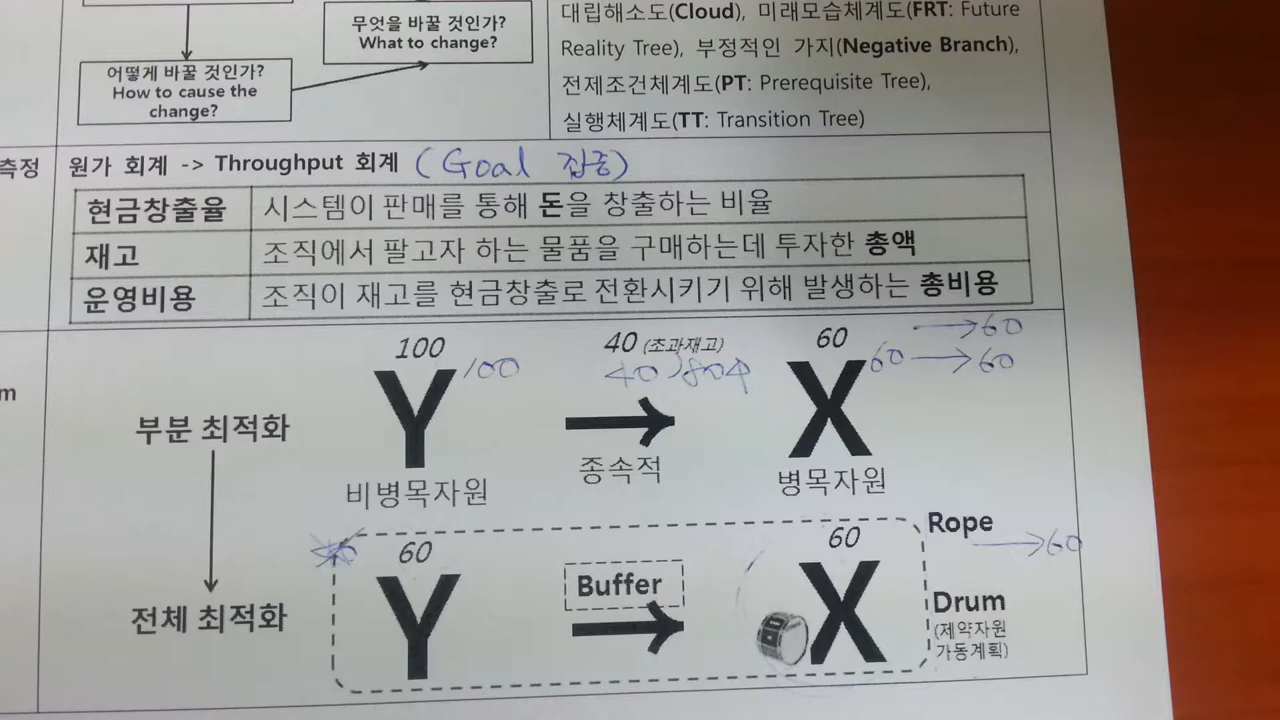 무엇을 바꿀 것인가?
What to change?
어떻게 바꿀 것인가?
How to cause the
change?
대립해소도(Cloud), 미래모습체계도(FRT: Future
Reality Tree), 부정적인 가지(Negative Branch),
전제조건체계도(PT: Prerequisite Tree),
실행체계도(TT: Transition Tree)
측정
원가 회계 -> Throughput 회계 (Goal 집중)
현금창출율 시스템이 판매를 통해 돈을 창출하는 비율
재고 조직에서 팔고자 하는 물품을 구매하는데 투자한 총액
운영비용 조직이 재고를 현금창출로 전환시키기 위해 발생하는 총비용
m
100 40 (초과재고) 60 →60
100 40 60 → 60
부분 최적화 Y → X
비병목자원 종속적 병목자원
60 60 Rope →60
Buffer
전체 최적화 Y → X Drum
(제약자원
가동계획)